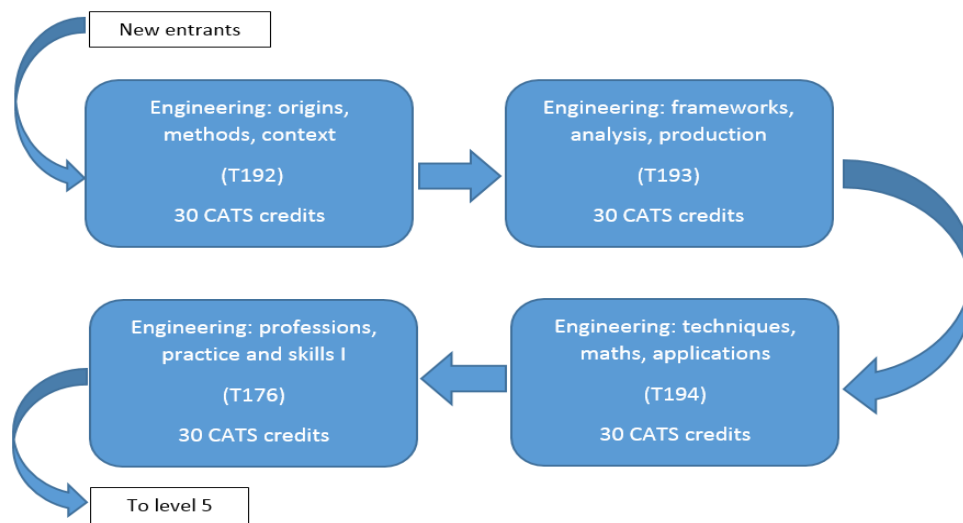 New entrants
Engineering: origins,
methods, context
(T192)
30 CATS credits
Engineering: frameworks,
analysis, production
(T193)
30 CATS credits
Engineering: techniques,
maths, applications
(T194)
30 CATS credits
Engineering: professions,
practice and skills I
(T176)
30 CATS credits
To level 5